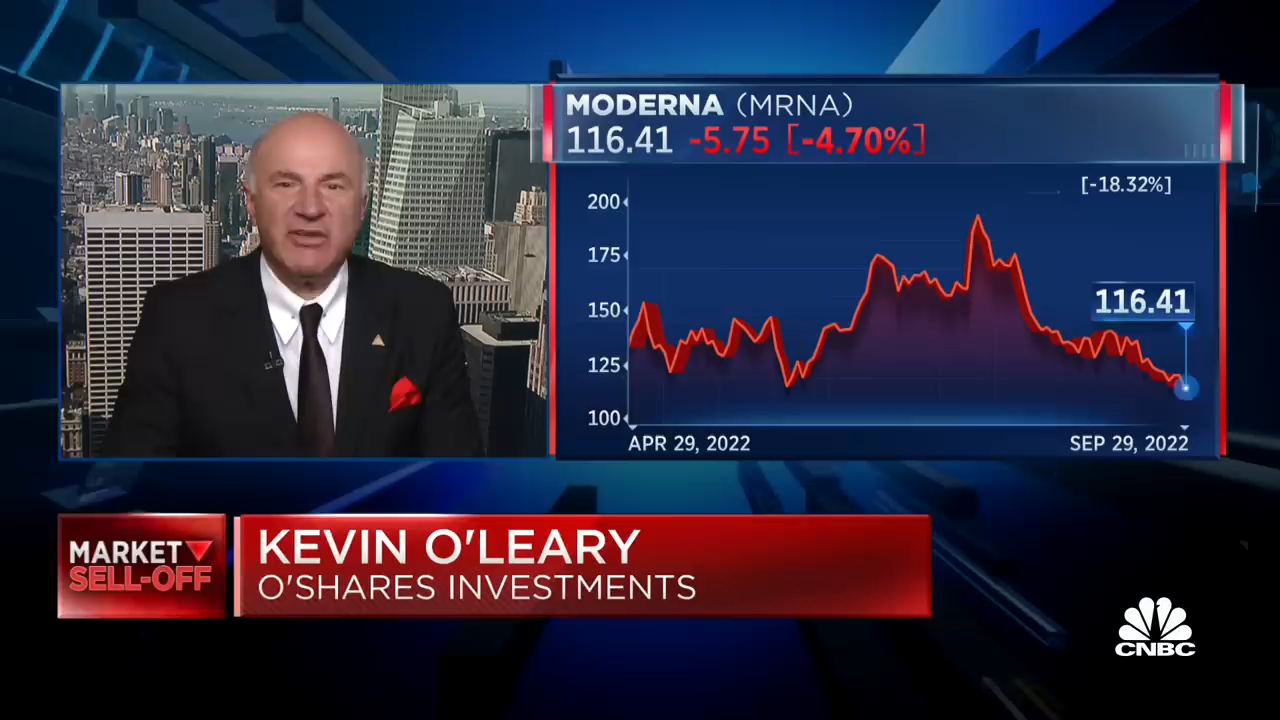 MODERNA (MRNA)
116.41 -5.75 [-4.70%]
[-18.32%]
200
175
150
125
100
116.41
APR 29, 2022
SEP 29, 2022
MARKET
SELL-OFF
KEVIN O'LEARY
O'SHARES INVESTMENTS
CNBC